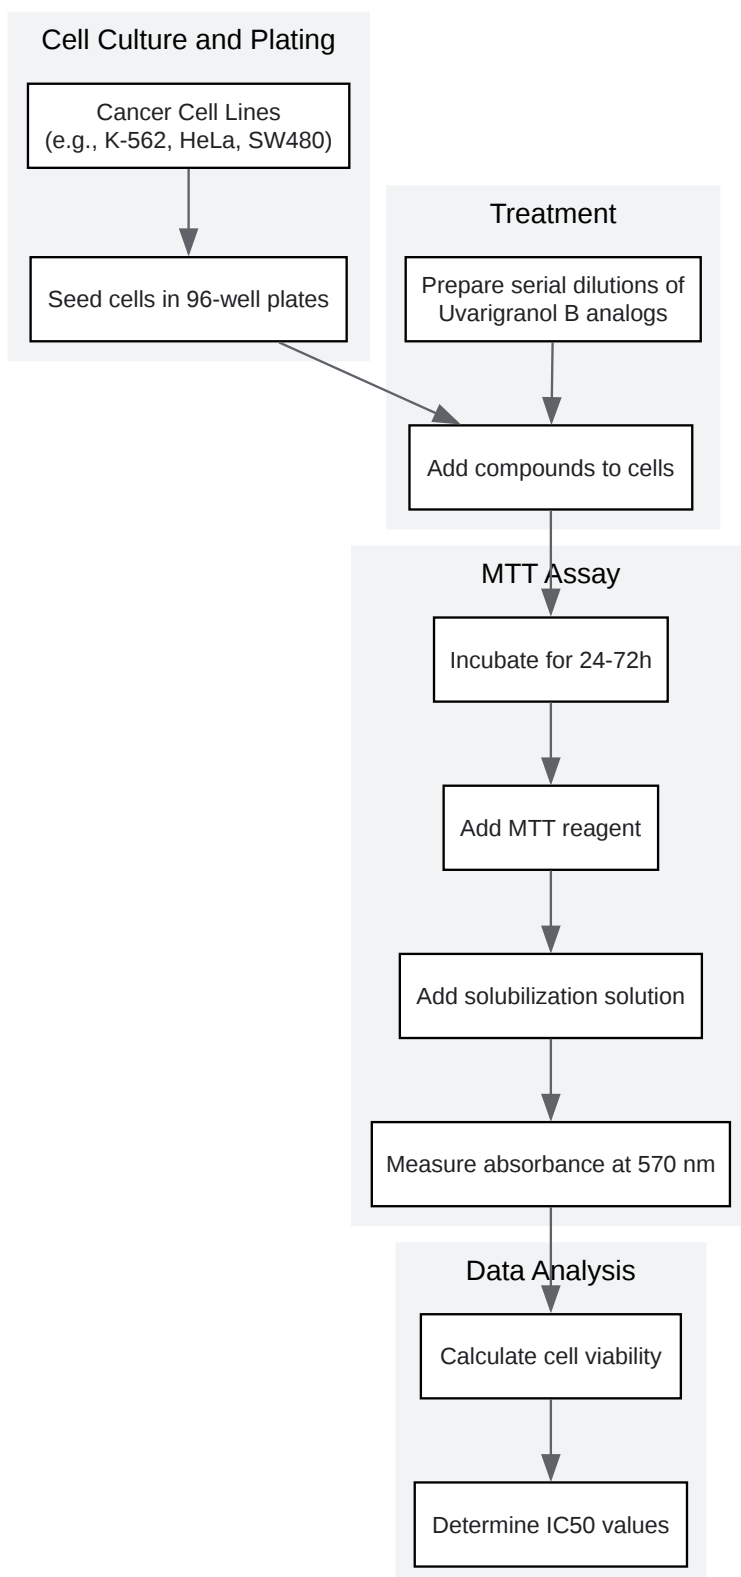 Cell Culture and Plating
Cancer Cell Lines
(e.g., K-562, HeLa, SW480)
Seed cells in 96-well plates
Treatment
Prepare serial dilutions of
Uvarigranol B analogs
Add compounds to cells
MTT Assay
Incubate for 24-72h
Add MTT reagent
Add solubilization solution
Measure absorbance at 570 nm
Data Analysis
Calculate cell viability
Determine IC50 values